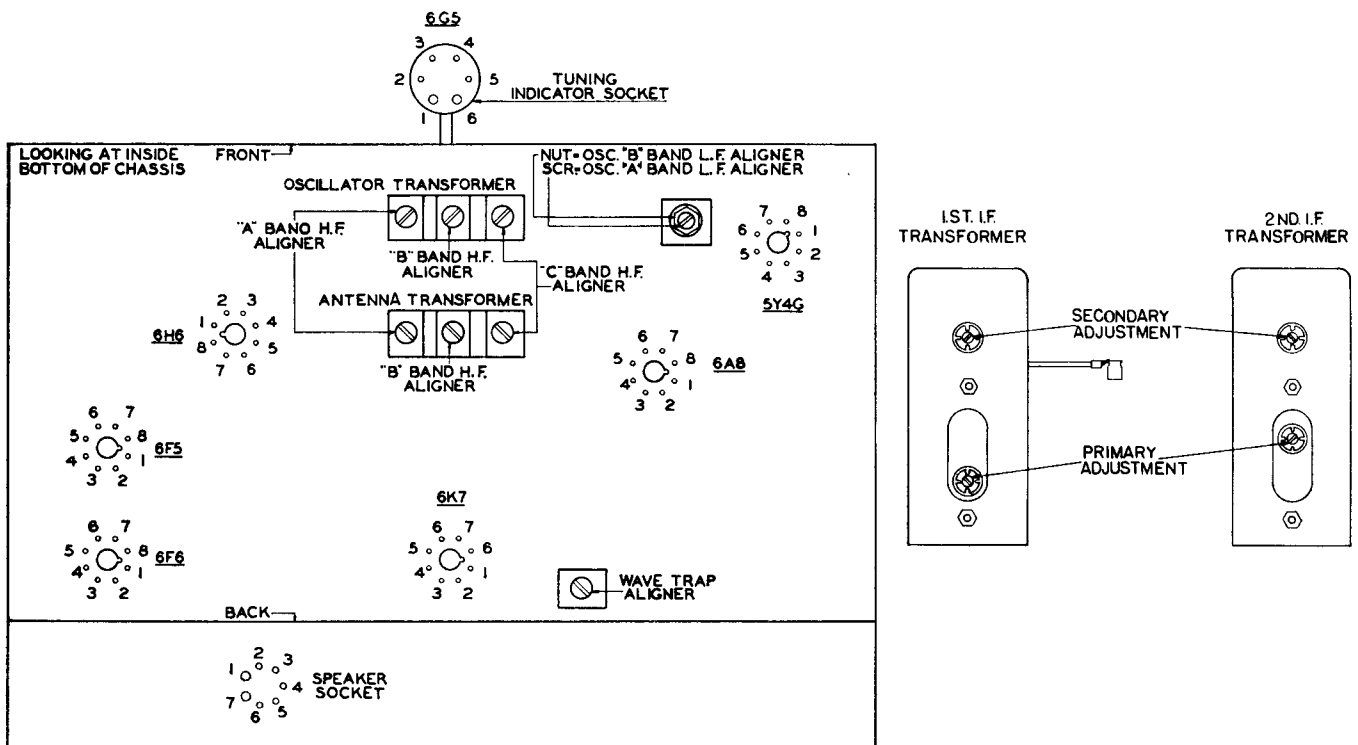 6G5
3 4
2 5
1 6
TUNING
INDICATOR SOCKET
LOOKING AT INSIDE
BOTTOM OF CHASSIS
FRONT
NUT-OSC. "B" BAND L.F. ALIGNER
SCR-OSC. "A" BAND L.F. ALIGNER
OSCILLATOR TRANSFORMER
"A" BAND H.F.
ALIGNER
"B" BAND H.F.
ALIGNER
"C" BAND H.F.
ALIGNER
ANTENNA TRANSFORMER
"B" BAND H.F.
ALIGNER
7 8
6 1
5 2
4 3
5Y4G
2 3
1 4
8 5
7 6
6H6
6 7
5 8
4 1
3 2
6A8
6 7
5 8
4 1
3 2
6F5
6 7
5 8
4 1
3 2
6F6
6K7
6 7
5 6
4 1
3 2
WAVE TRAP
ALIGNER
BACK
2
1 3
4
7 5
6
SPEAKER
SOCKET
1.ST. I.F.
TRANSFORMER
2ND. I.F.
TRANSFORMER
SECONDARY
ADJUSTMENT
PRIMARY
ADJUSTMENT